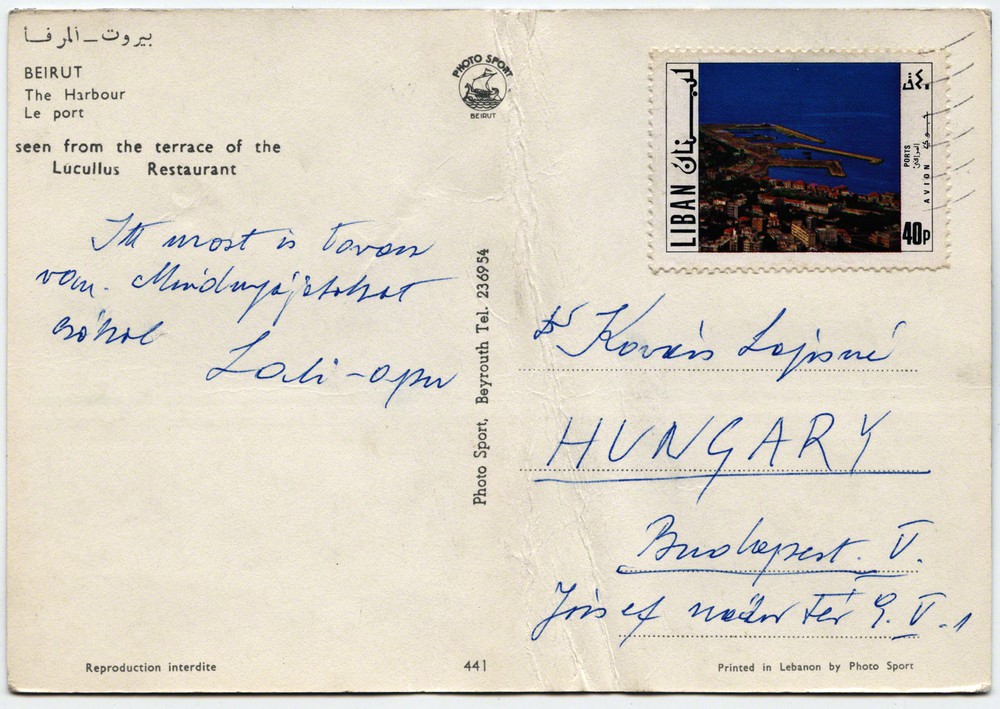 بيروت ـ المرفأ
BEIRUT
The Harbour
Le port
seen from the terrace of the
Lucullus Restaurant
Itt most is tavasz
van. Mindnyájatokat
csókol
Laci-apu
Reproduction interdite
PHOTO SPORT
BEIRUT
Photo Sport, Beyrouth Tel. 236954
441
LIBAN
لبنان
PORTS
AVION
40p
Dr Kovács Lajosné
HUNGARY
Budapest. V.
József nádor tér 9. V. 1
Printed in Lebanon by Photo Sport